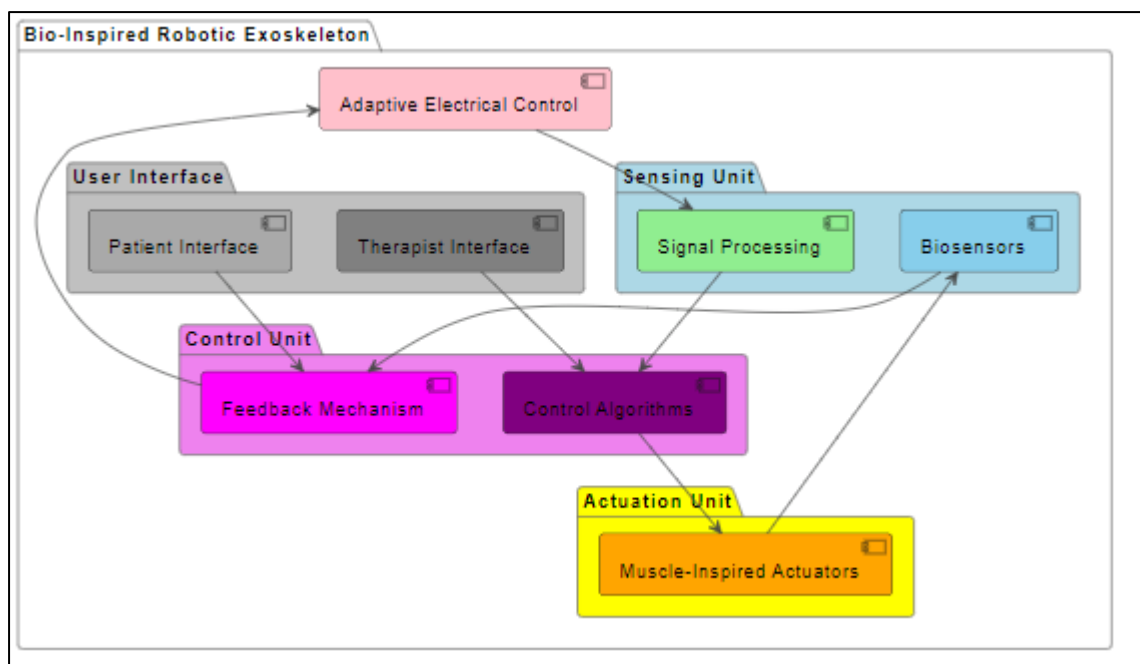 Bio-Inspired Robotic Exoskeleton
Adaptive Electrical Control
User Interface
Patient Interface
Therapist Interface
Sensing Unit
Signal Processing
Biosensors
Control Unit
Feedback Mechanism
Control Algorithms
Actuation Unit
Muscle-Inspired Actuators